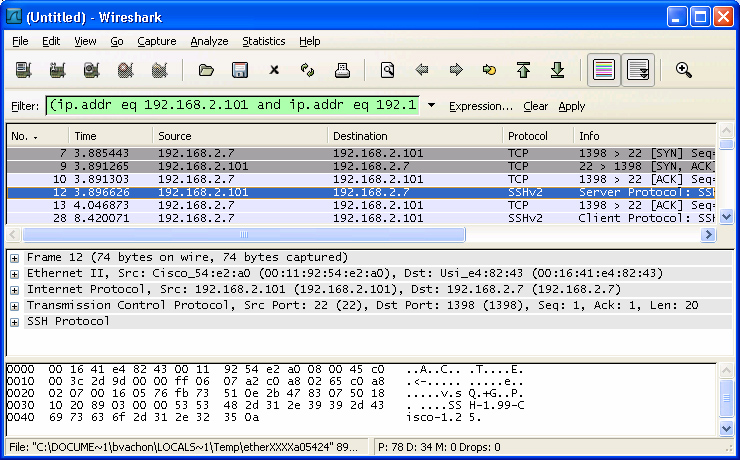 (Untitled) - Wireshark
File Edit View Go Capture Analyze Statistics Help
Filter: (ip.addr eq 192.168.2.101 and ip.addr eq 192.1 Expression... Clear Apply
No. . Time Source Destination Protocol Info
7 3.885443 192.168.2.7 192.168.2.101 TCP 1398 > 22 [SYN] Seq=
9 3.891265 192.168.2.101 192.168.2.7 TCP 22 > 1398 [SYN, ACK]
10 3.891303 192.168.2.7 192.168.2.101 TCP 1398 > 22 [ACK] Seq=
12 3.896626 192.168.2.101 192.168.2.7 SSHv2 Server Protocol: SSH
13 4.046873 192.168.2.7 192.168.2.101 TCP 1398 > 22 [ACK] Seq=
28 8.420071 192.168.2.7 192.168.2.101 SSHv2 Client Protocol: SSH
Frame 12 (74 bytes on wire, 74 bytes captured)
Ethernet II, Src: Cisco_54:e2:a0 (00:11:92:54:e2:a0), Dst: Usi_e4:82:43 (00:16:41:e4:82:43)
Internet Protocol, Src: 192.168.2.101 (192.168.2.101), Dst: 192.168.2.7 (192.168.2.7)
Transmission Control Protocol, Src Port: 22 (22), Dst Port: 1398 (1398), Seq: 1, Ack: 1, Len: 20
SSH Protocol
0000 00 16 41 e4 82 43 00 11 92 54 e2 a0 08 00 45 c0 ..A..C.. .T....E.
0010 00 3c 2d 9d 00 00 ff 06 07 a2 c0 a8 02 65 c0 a8 .<-..... .....e..
0020 02 07 00 16 05 76 fb 73 51 0e 2b 47 83 07 50 18 .....v.s Q.+G..P.
0030 10 20 89 03 00 00 53 53 48 2d 31 2e 39 39 2d 43 . ....SS H-1.99-C
0040 69 73 63 6f 2d 31 2e 32 35 0a isco-1.2 5.
File: "C:\DOCUME~1\bvachon\LOCALS~1\Temp\etherXXXXa05424" 89... P: 78 D: 34 M: 0 Drops: 0